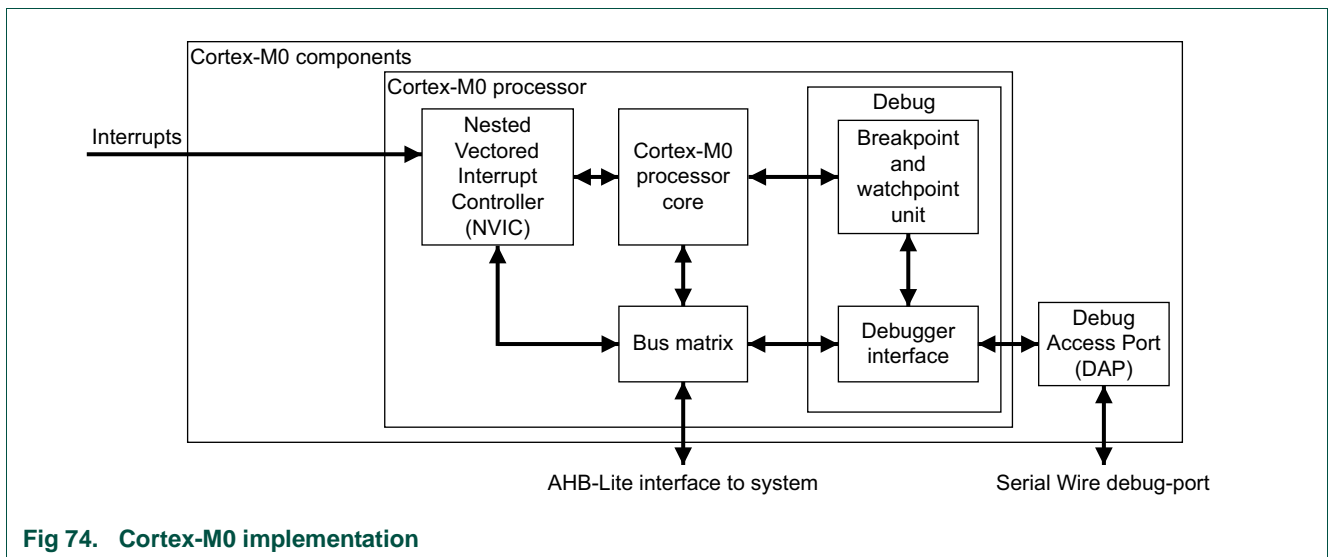 Cortex-M0 components
Cortex-M0 processor
Debug
Interrupts
Nested
Vectored
Interrupt
Controller
(NVIC)
Cortex-M0
processor
core
Breakpoint
and
watchpoint
unit
Bus matrix
Debugger
interface
Debug
Access Port
(DAP)
AHB-Lite interface to system
Serial Wire debug-port
Fig 74. Cortex-M0 implementation